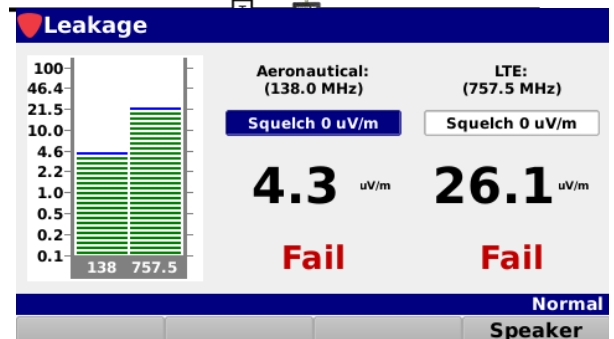 Leakage
100
46.4
21.5
10.0
4.6
2.2
1.0
0.5
0.2
0.1
138 757.5
Aeronautical:
(138.0 MHz)
Squelch 0 uV/m
4.3 uV/m
Fail
LTE:
(757.5 MHz)
Squelch 0 uV/m
26.1 uV/m
Fail
Normal
Speaker